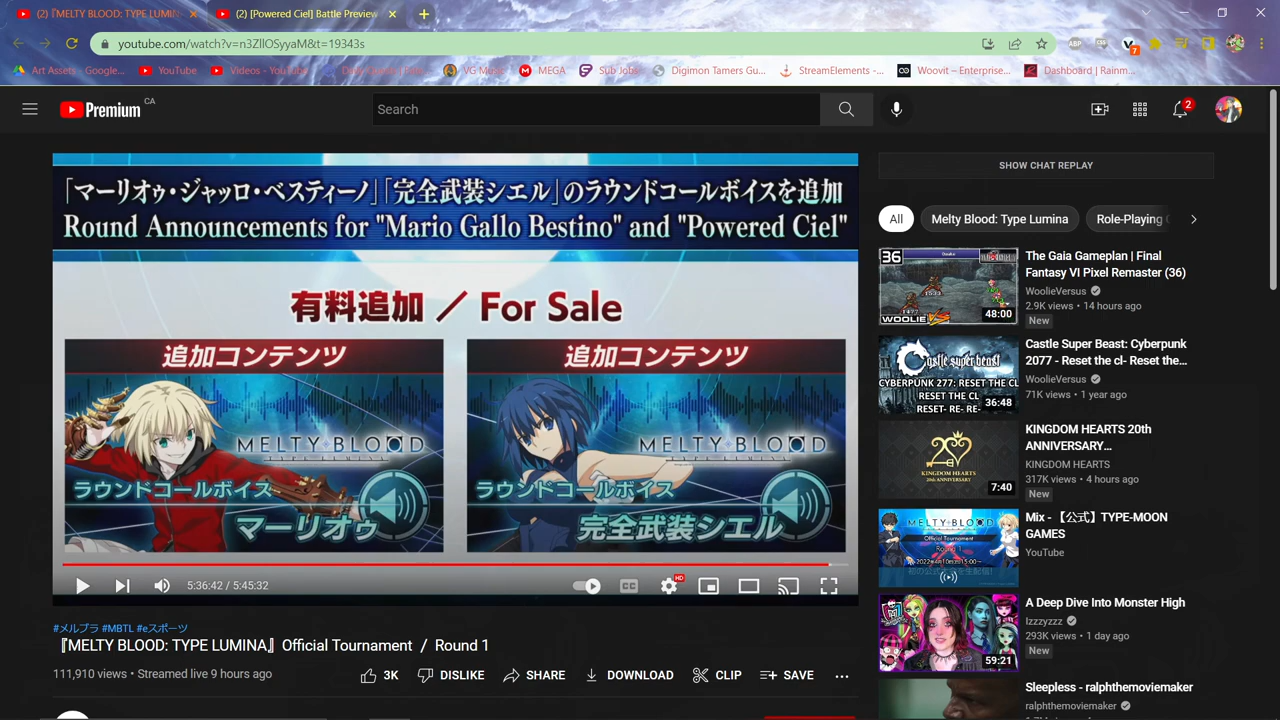 (2)『MELTY BLOOD: TYPE LUMIN
(2) [Powered Ciel] Battle Preview
youtube.com/watch?v=n3ZllOSyyaM&t=19343s
ABP
7
Art Assets - Google...
YouTube
Videos - YouTube
VG Music
MEGA
Sub Jobs
Digimon Tamers Gu...
StreamElements -...
Woovit – Enterprise...
Dashboard | Rainm...
Premium CA
Search
2
「マーリオゥ・ジャッロ・ベスティーノ」「完全武装シエル」のラウンドコールボイスを追加
Round Announcements for "Mario Gallo Bestino" and "Powered Ciel"
有料追加 / For Sale
追加コンテンツ
MELTY BLOOD
TYPE LUMINA
ラウンドコールボイス
マーリオゥ
追加コンテンツ
MELTY BLOOD
TYPE LUMINA
ラウンドコールボイス
完全武装シエル
5:36:42 / 5:45:32
CC
HD
#メルブラ #MBTL #eスポーツ
『MELTY BLOOD: TYPE LUMINA』Official Tournament / Round 1
111,910 views • Streamed live 9 hours ago
3K
DISLIKE
SHARE
DOWNLOAD
CLIP
SAVE
SHOW CHAT REPLAY
All
Melty Blood: Type Lumina
Role-Playing G
36
WOOLIE VS
48:00
The Gaia Gameplan | Final
Fantasy VI Pixel Remaster (36)
WoolieVersus
2.9K views • 14 hours ago
New
Castle super beast
CYBERPUNK 277: RESET THE CL
RESET THE CL
RESET- RE- RE-
36:48
Castle Super Beast: Cyberpunk
2077 - Reset the cl- Reset the...
WoolieVersus
71K views • 1 year ago
KINGDOM HEARTS
20th ANNIVERSARY
7:40
KINGDOM HEARTS 20th
ANNIVERSARY...
KINGDOM HEARTS
317K views • 4 hours ago
New
MELTY BLOOD
Official Tournament
Round 1
Mix - 【公式】TYPE-MOON
GAMES
YouTube
59:21
A Deep Dive Into Monster High
Izzzyzzz
293K views • 1 day ago
New
Sleepless - ralphthemoviemaker
ralphthemoviemaker